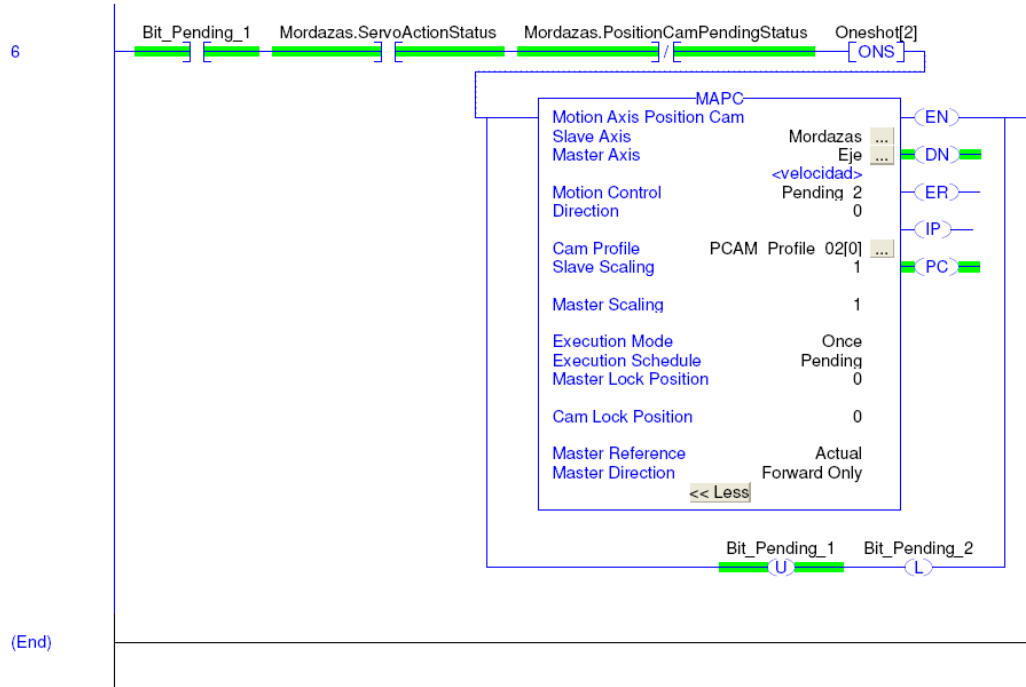 Bit_Pending_1 Mordazas.ServoActionStatus Mordazas.PositionCamPendingStatus Oneshot[2]
6 ONS
MAPC
Motion Axis Position Cam EN
Slave Axis Mordazas ...
Master Axis Eje ... DN
<velocidad>
Motion Control Pending_2 ER
Direction 0
IP
Cam Profile PCAM_Profile_02[0] ...
Slave Scaling 1 PC
Master Scaling 1
Execution Mode Once
Execution Schedule Pending
Master Lock Position 0
Cam Lock Position 0
Master Reference Actual
Master Direction Forward Only
<< Less
Bit_Pending_1 Bit_Pending_2
U L
(End)